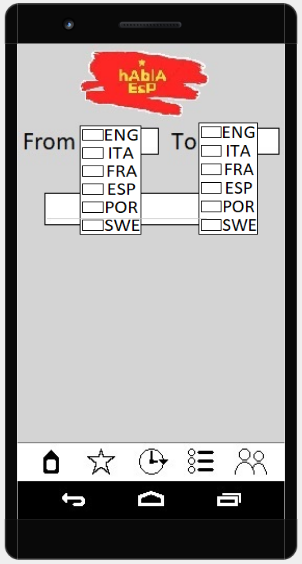 hAblA
EsP
From
ENG
ITA
FRA
ESP
POR
SWE
To
ENG
ITA
FRA
ESP
POR
SWE